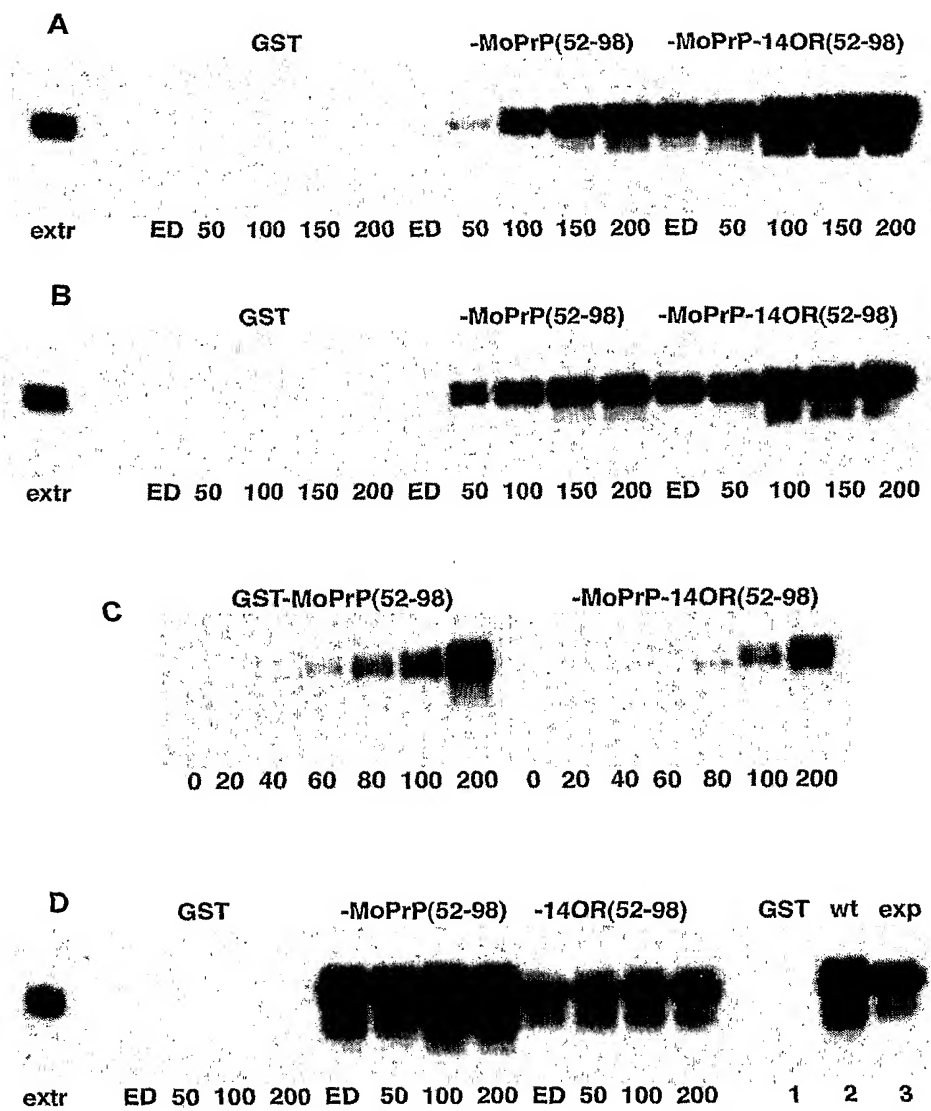 A
GST -MoPrP(52-98) -MoPrP-14OR(52-98)
extr ED 50 100 150 200 ED 50 100 150 200 ED 50 100 150 200
B
GST -MoPrP(52-98) -MoPrP-14OR(52-98)
extr ED 50 100 150 200 ED 50 100 150 200 ED 50 100 150 200
C
GST-MoPrP(52-98) -MoPrP-14OR(52-98)
0 20 40 60 80 100 200 0 20 40 60 80 100 200
D
GST -MoPrP(52-98) -14OR(52-98) GST wt exp
extr ED 50 100 200 ED 50 100 200 ED 50 100 200 1 2 3